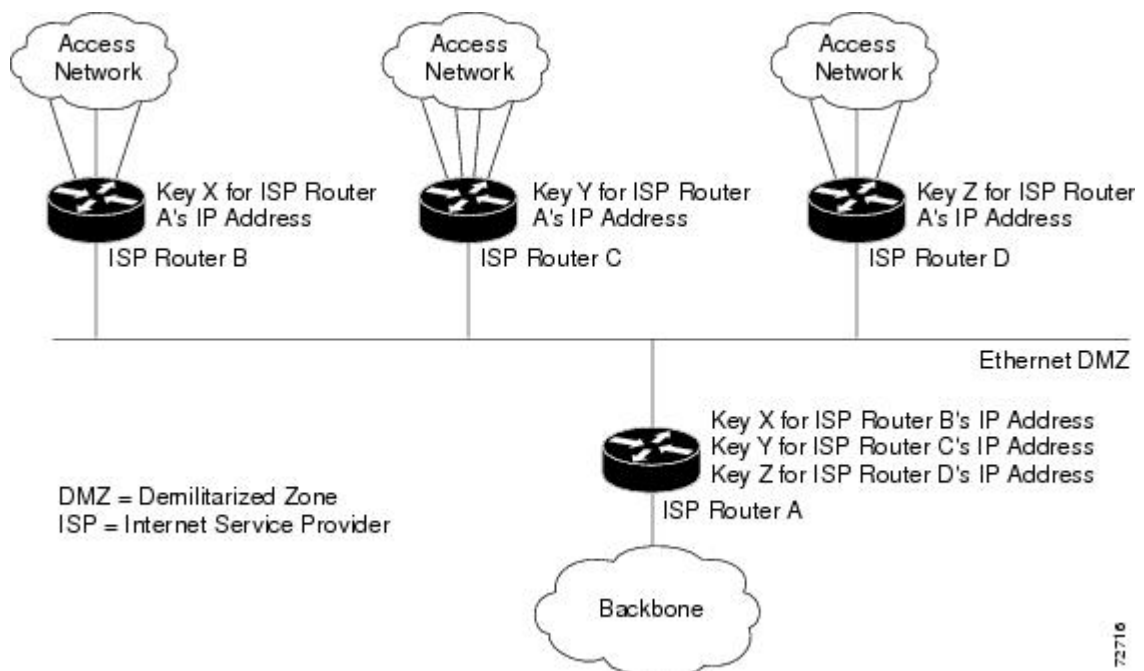 Access
Network
Access
Network
Access
Network
Key X for ISP Router
A's IP Address
ISP Router B
Key Y for ISP Router
A's IP Address
ISP Router C
Key Z for ISP Router
A's IP Address
ISP Router D
Ethernet DMZ
Key X for ISP Router B's IP Address
Key Y for ISP Router C's IP Address
Key Z for ISP Router D's IP Address
ISP Router A
DMZ = Demilitarized Zone
ISP = Internet Service Provider
Backbone
72716